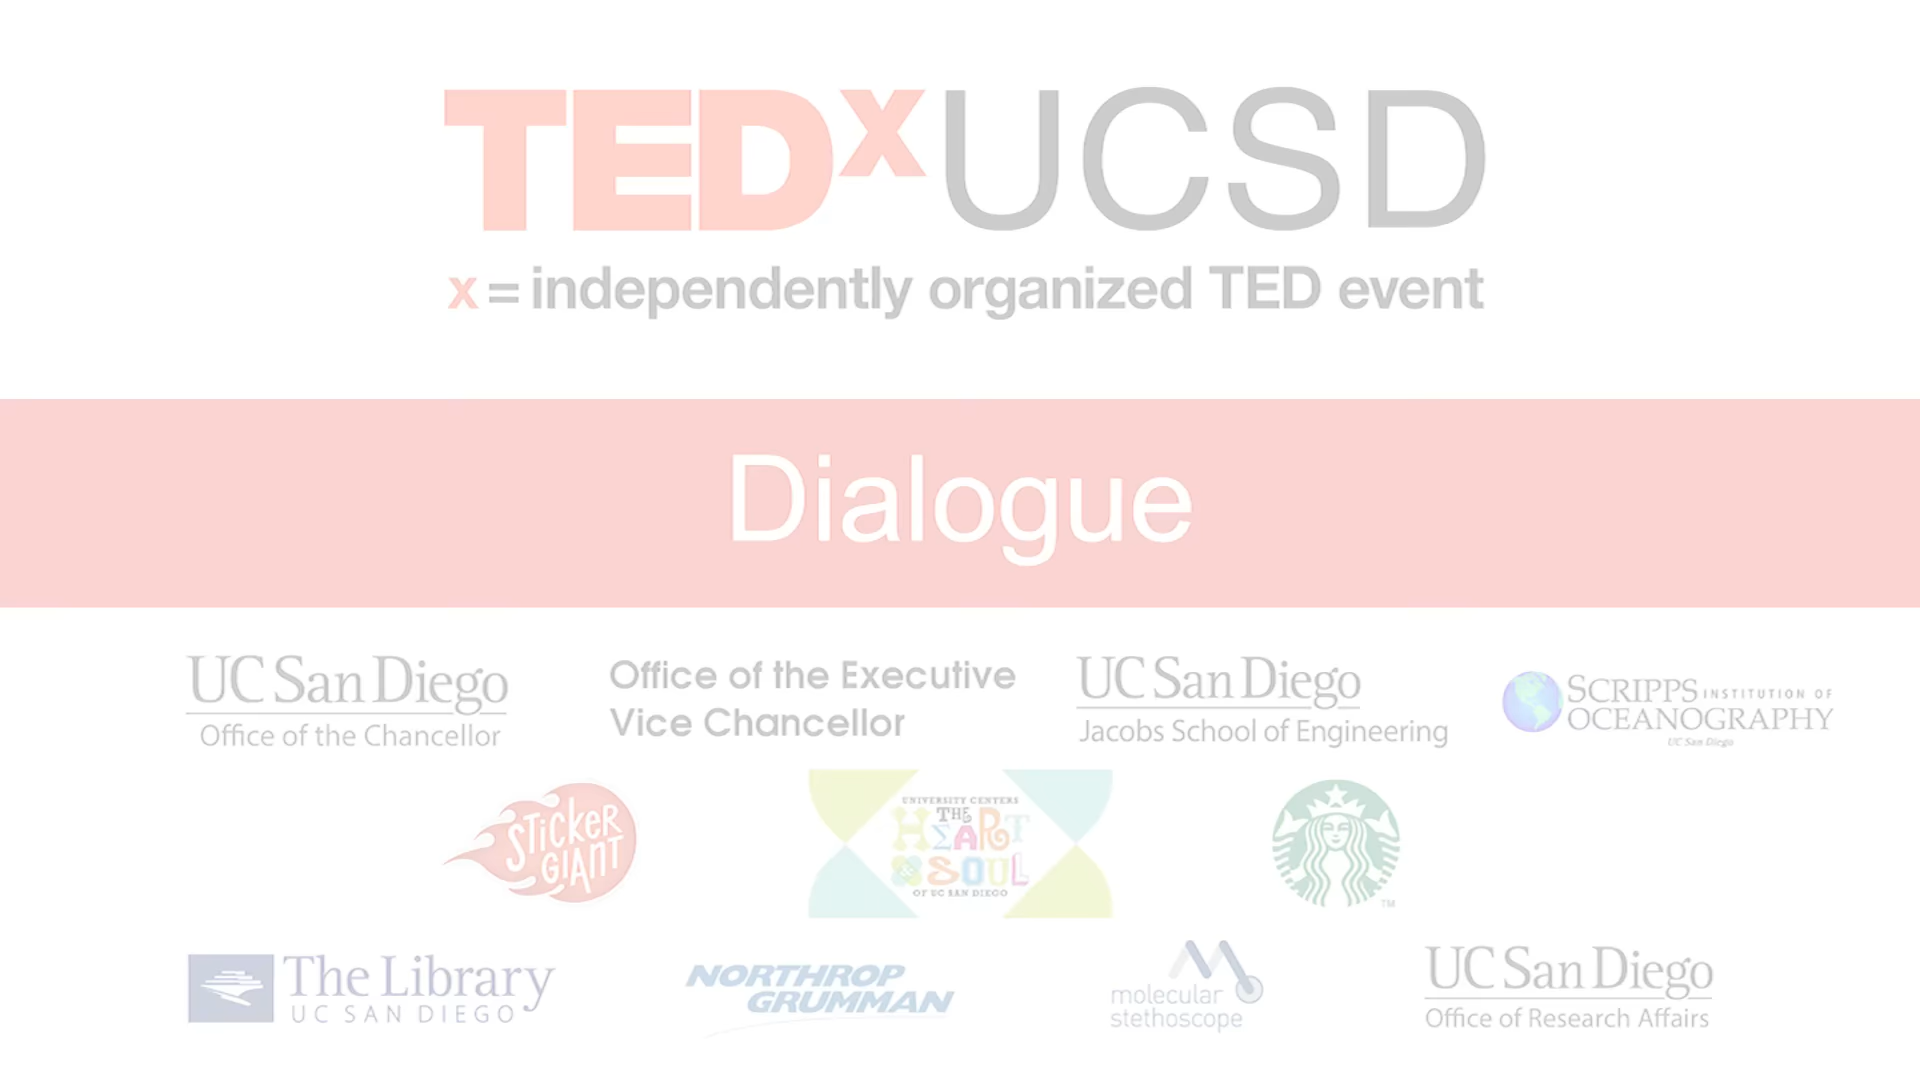 TEDxUCSD
x = independently organized TED event
Dialogue
UC San Diego
Office of the Chancellor
Office of the Executive
Vice Chancellor
UC San Diego
Jacobs School of Engineering
SCRIPPS INSTITUTION OF
OCEANOGRAPHY
UC San Diego
STICKER
GIANT
UNIVERSITY CENTERS
THE
HEART
& SOUL
OF UC SAN DIEGO
TM
The Library
UC SAN DIEGO
NORTHROP
GRUMMAN
molecular
stethoscope
UC San Diego
Office of Research Affairs